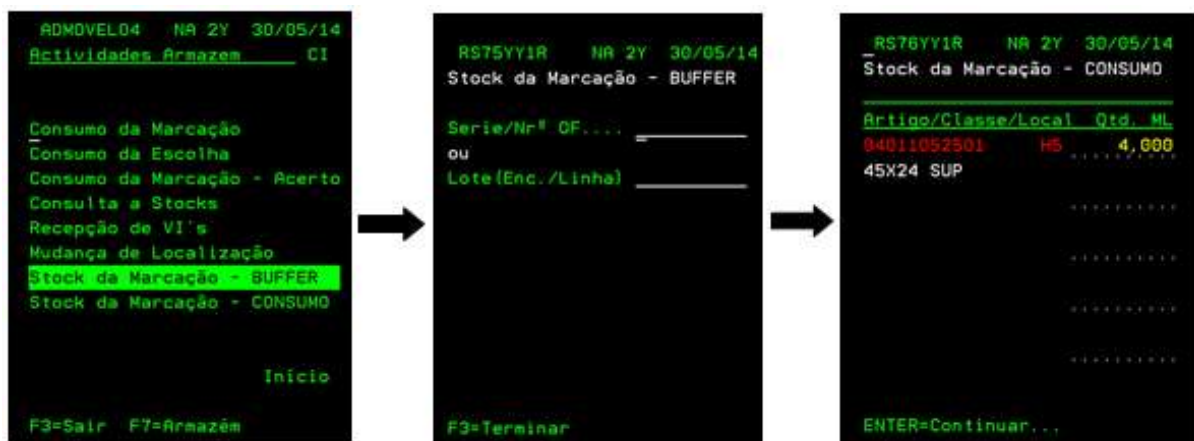 ADMOVEL04 NA 2Y 30/05/14
Actividades Armazem CI
Consumo da Marcação
Consumo da Escolha
Consumo da Marcação - Acerto
Consulta a Stocks
Recepção de VI's
Mudança de Localização
Stock da Marcação - BUFFER
Stock da Marcação - CONSUMO
Início
F3=Sair F7=Armazém
RS75YY1R NA 2Y 30/05/14
Stock da Marcação - BUFFER
Serie/Nrº OF....
ou
Lote(Enc./Linha)
F3=Terminar
RS76YY1R NA 2Y 30/05/14
Stock da Marcação - CONSUMO
Artigo/Classe/Local Qtd. ML
94011052501 H5 4,000
45X24 SUP
ENTER=Continuar...